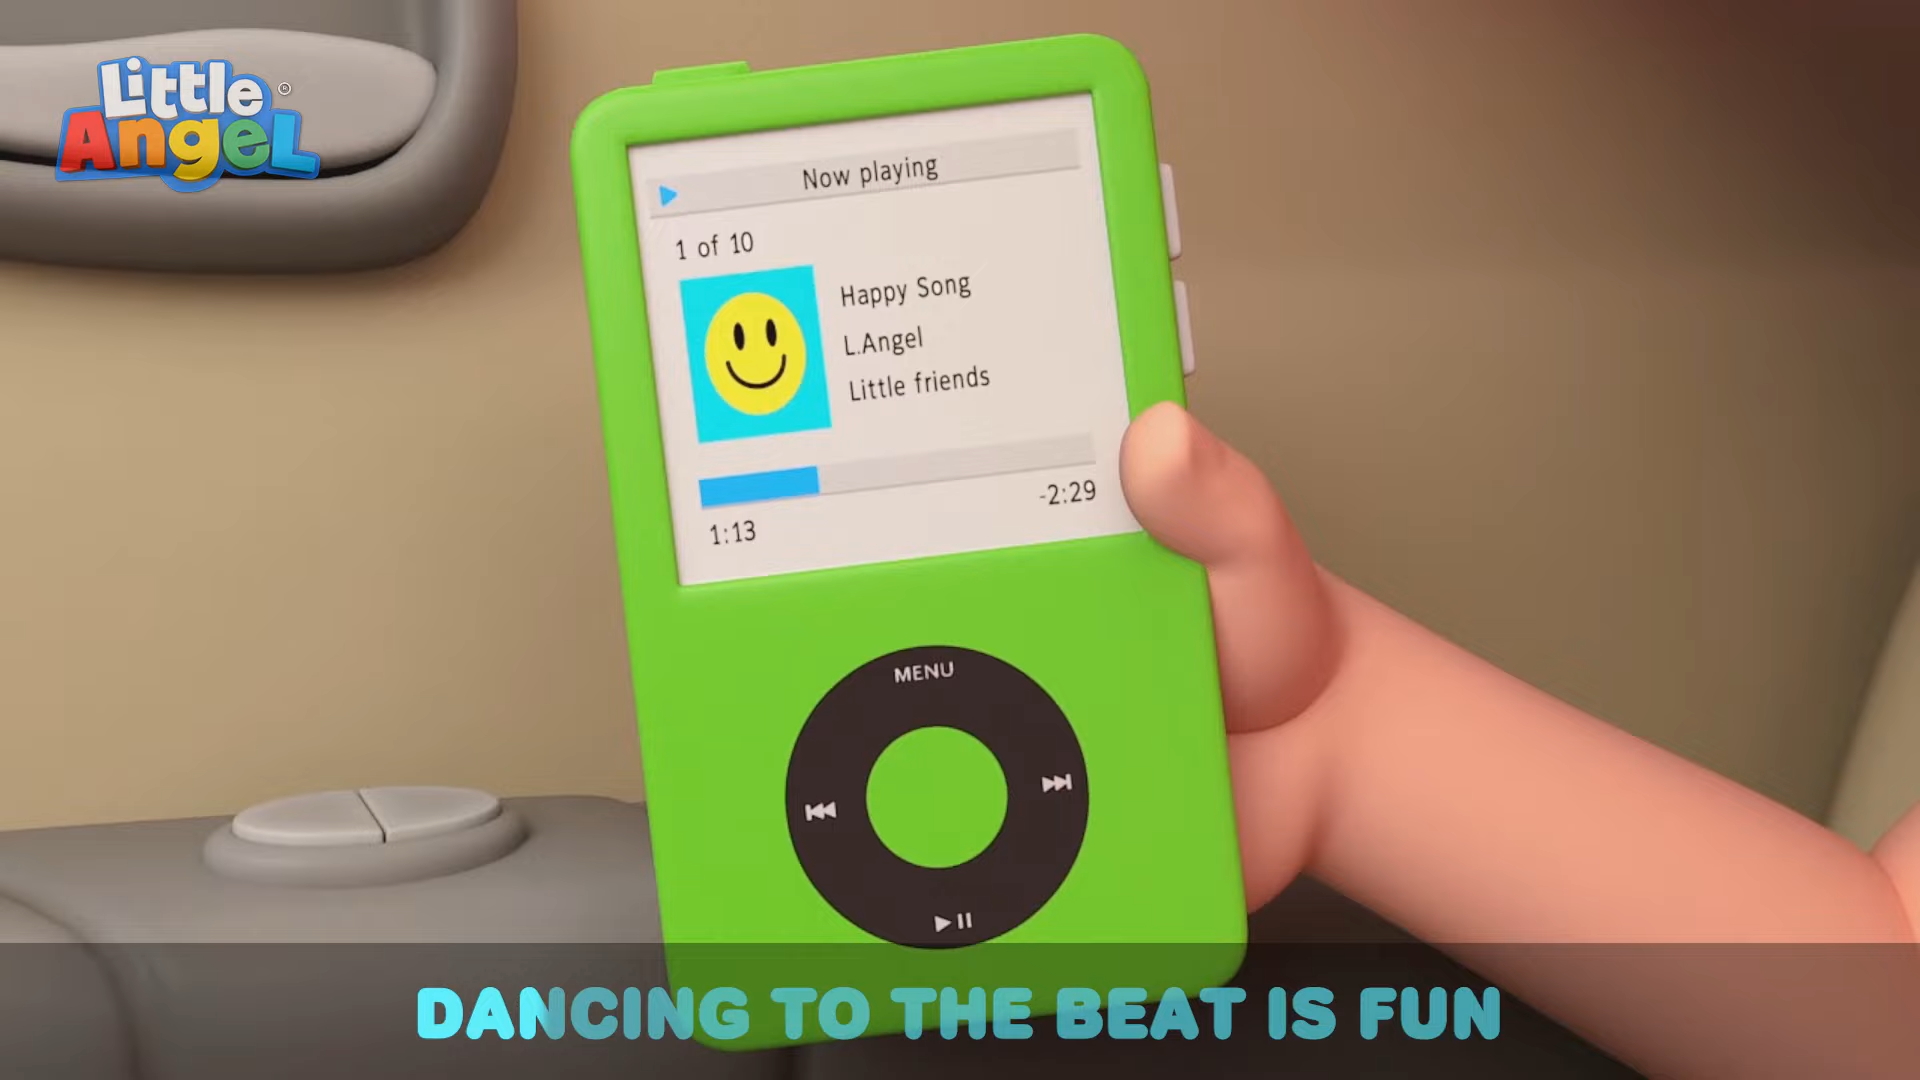 Little
Angel
Now playing
1 of 10
Happy Song
L.Angel
Little friends
1:13
-2:29
MENU
DANCING TO THE BEAT IS FUN